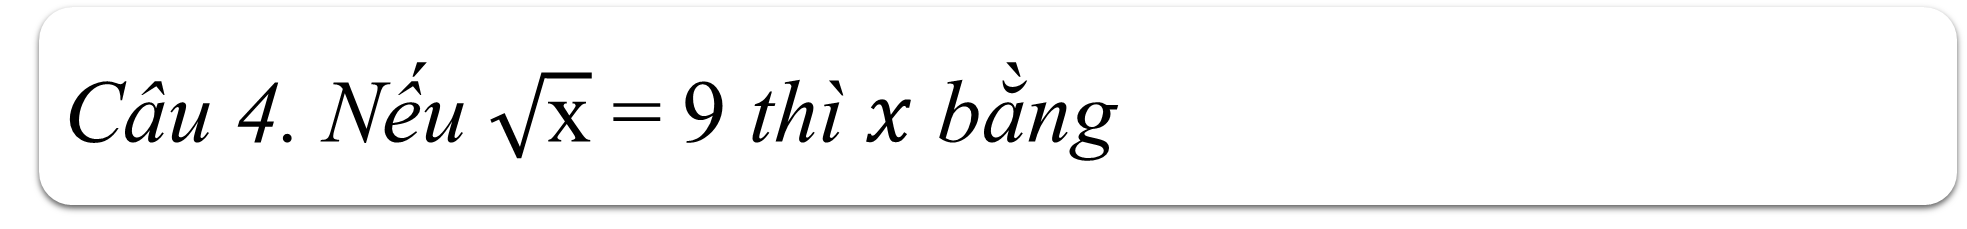 Câu 4. Nếu √x = 9 thì x bằng